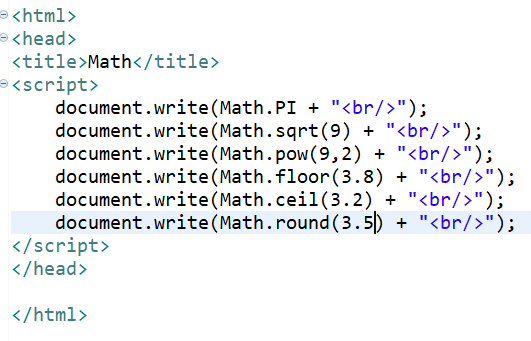 <html>
<head>
<title>Math</title>
<script>
    document.write(Math.PI + "<br/>");
    document.write(Math.sqrt(9) + "<br/>");
    document.write(Math.pow(9,2) + "<br/>");
    document.write(Math.floor(3.8) + "<br/>");
    document.write(Math.ceil(3.2) + "<br/>");
    document.write(Math.round(3.5) + "<br/>");
</script>
</head>

</html>